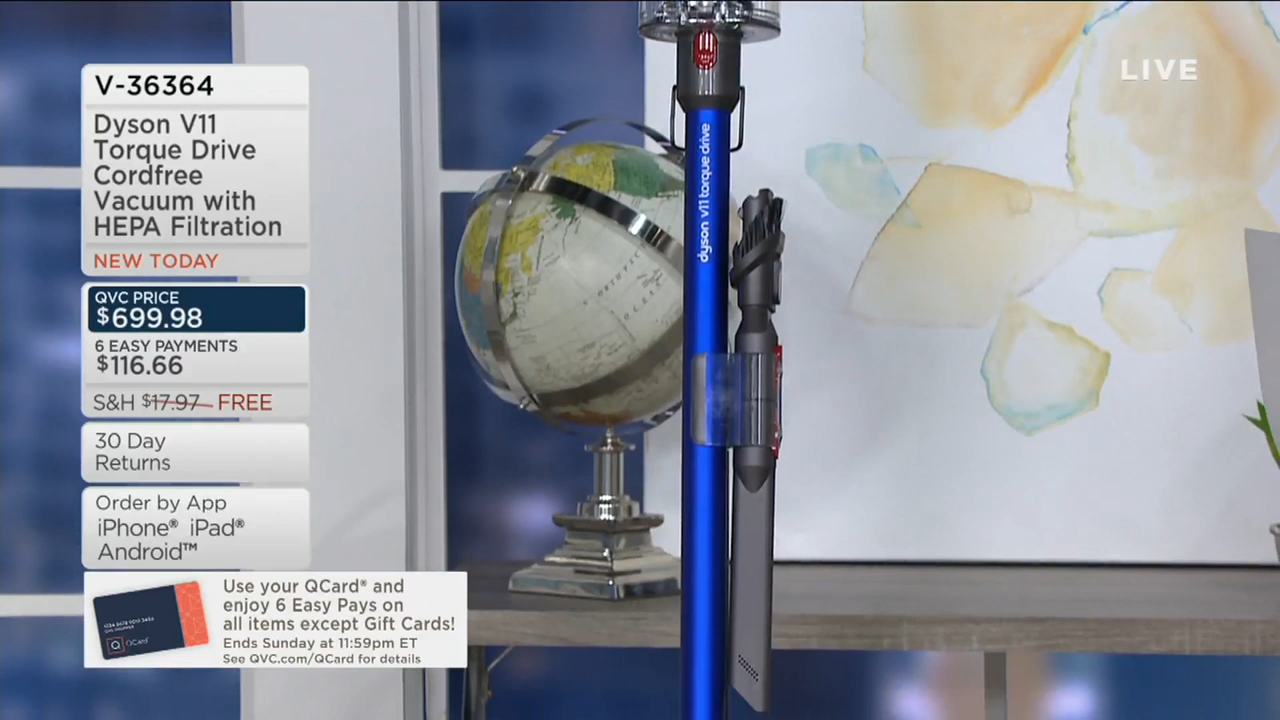 V-36364
Dyson V11
Torque Drive
Cordfree
Vacuum with
HEPA Filtration
NEW TODAY
QVC PRICE
$699.98
6 EASY PAYMENTS
$116.66
S&H $17.97 FREE
30 Day
Returns
Order by App
iPhone® iPad®
Android™
Use your QCard® and
enjoy 6 Easy Pays on
all items except Gift Cards!
Ends Sunday at 11:59pm ET
See QVC.com/QCard for details
QCard
dyson v11 torque drive
LIVE